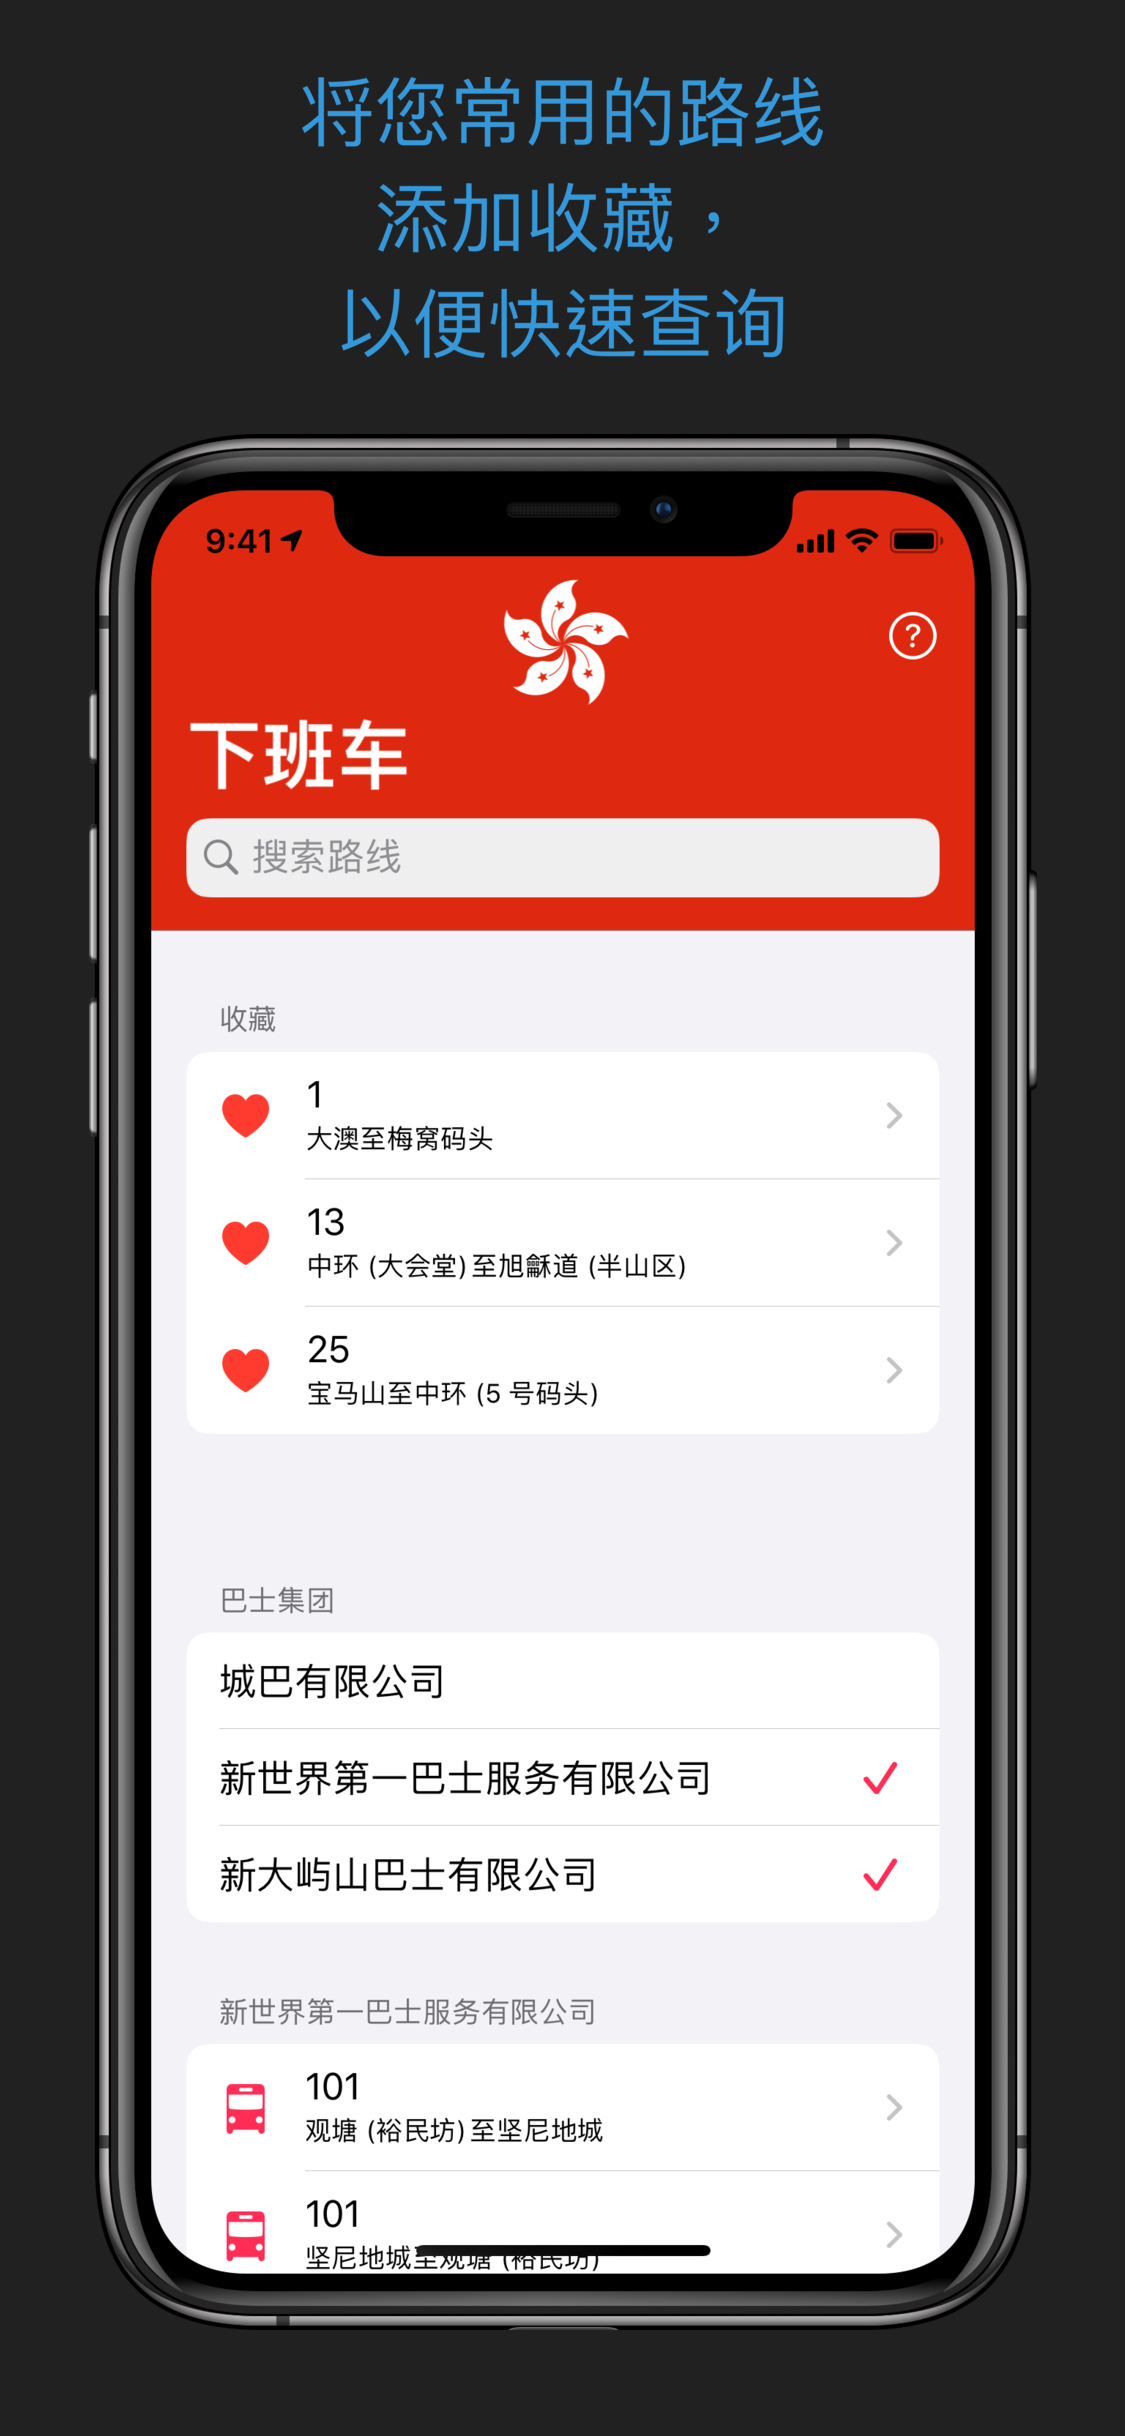 将您常用的路线
添加收藏，
以便快速查询
9:41
下班车
搜索路线
收藏
1
大澳至梅窝码头
13
中环 (大会堂) 至旭龢道 (半山区)
25
宝马山至中环 (5 号码头)
巴士集团
城巴有限公司
新世界第一巴士服务有限公司
新大屿山巴士有限公司
新世界第一巴士服务有限公司
101
观塘 (裕民坊) 至坚尼地城
101
坚尼地城至观塘 (裕民坊)